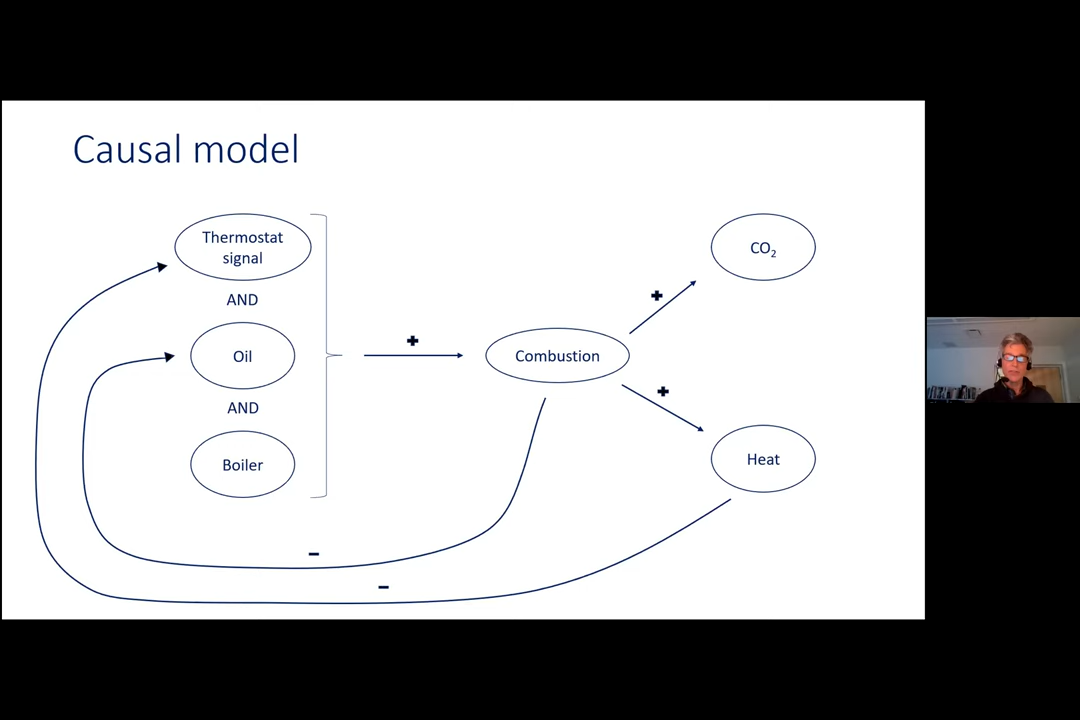 Causal model
Thermostat
signal
AND
Oil
AND
Boiler
+
Combustion
+
CO₂
+
Heat
−
−